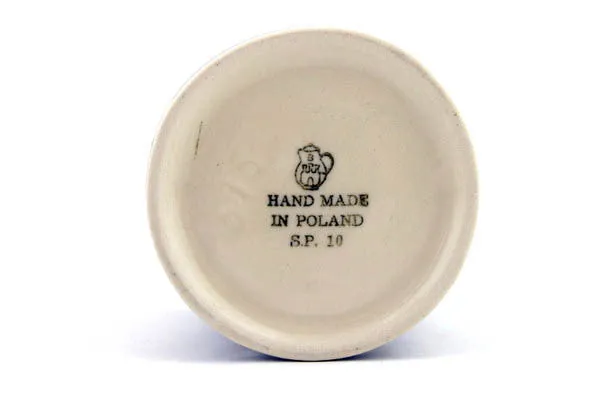 B
HAND MADE
IN POLAND
S.P. 10